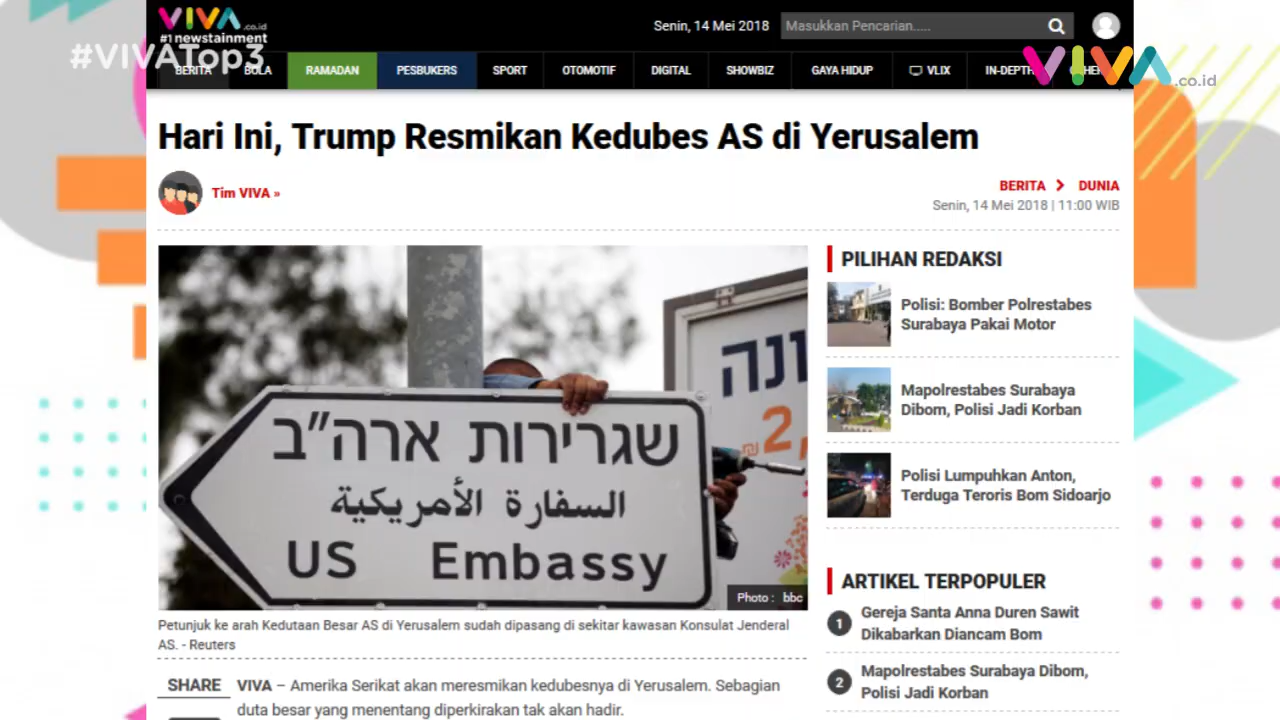 VIVA.co.id
#1 newstainment
Senin, 14 Mei 2018
Masukkan Pencarian.....
#VIVATop3
VIVA.co.id
BERITA BOLA RAMADAN PESBUKERS SPORT OTOMOTIF DIGITAL SHOWBIZ GAYA HIDUP VLIX IN-DEPTH
Hari Ini, Trump Resmikan Kedubes AS di Yerusalem
Tim VIVA »
BERITA > DUNIA
Senin, 14 Mei 2018 | 11:00 WIB
שגרירות ארה"ב
السفارة الأمريكية
US Embassy
ונה
₪2,
Photo : bbc
Petunjuk ke arah Kedutaan Besar AS di Yerusalem sudah dipasang di sekitar kawasan Konsulat Jenderal
AS. - Reuters
SHARE
VIVA – Amerika Serikat akan meresmikan kedubesnya di Yerusalem. Sebagian
duta besar yang menentang diperkirakan tak akan hadir.
PILIHAN REDAKSI
Polisi: Bomber Polrestabes
Surabaya Pakai Motor
Mapolrestabes Surabaya
Dibom, Polisi Jadi Korban
Polisi Lumpuhkan Anton,
Terduga Teroris Bom Sidoarjo
ARTIKEL TERPOPULER
1 Gereja Santa Anna Duren Sawit
Dikabarkan Diancam Bom
2 Mapolrestabes Surabaya Dibom,
Polisi Jadi Korban